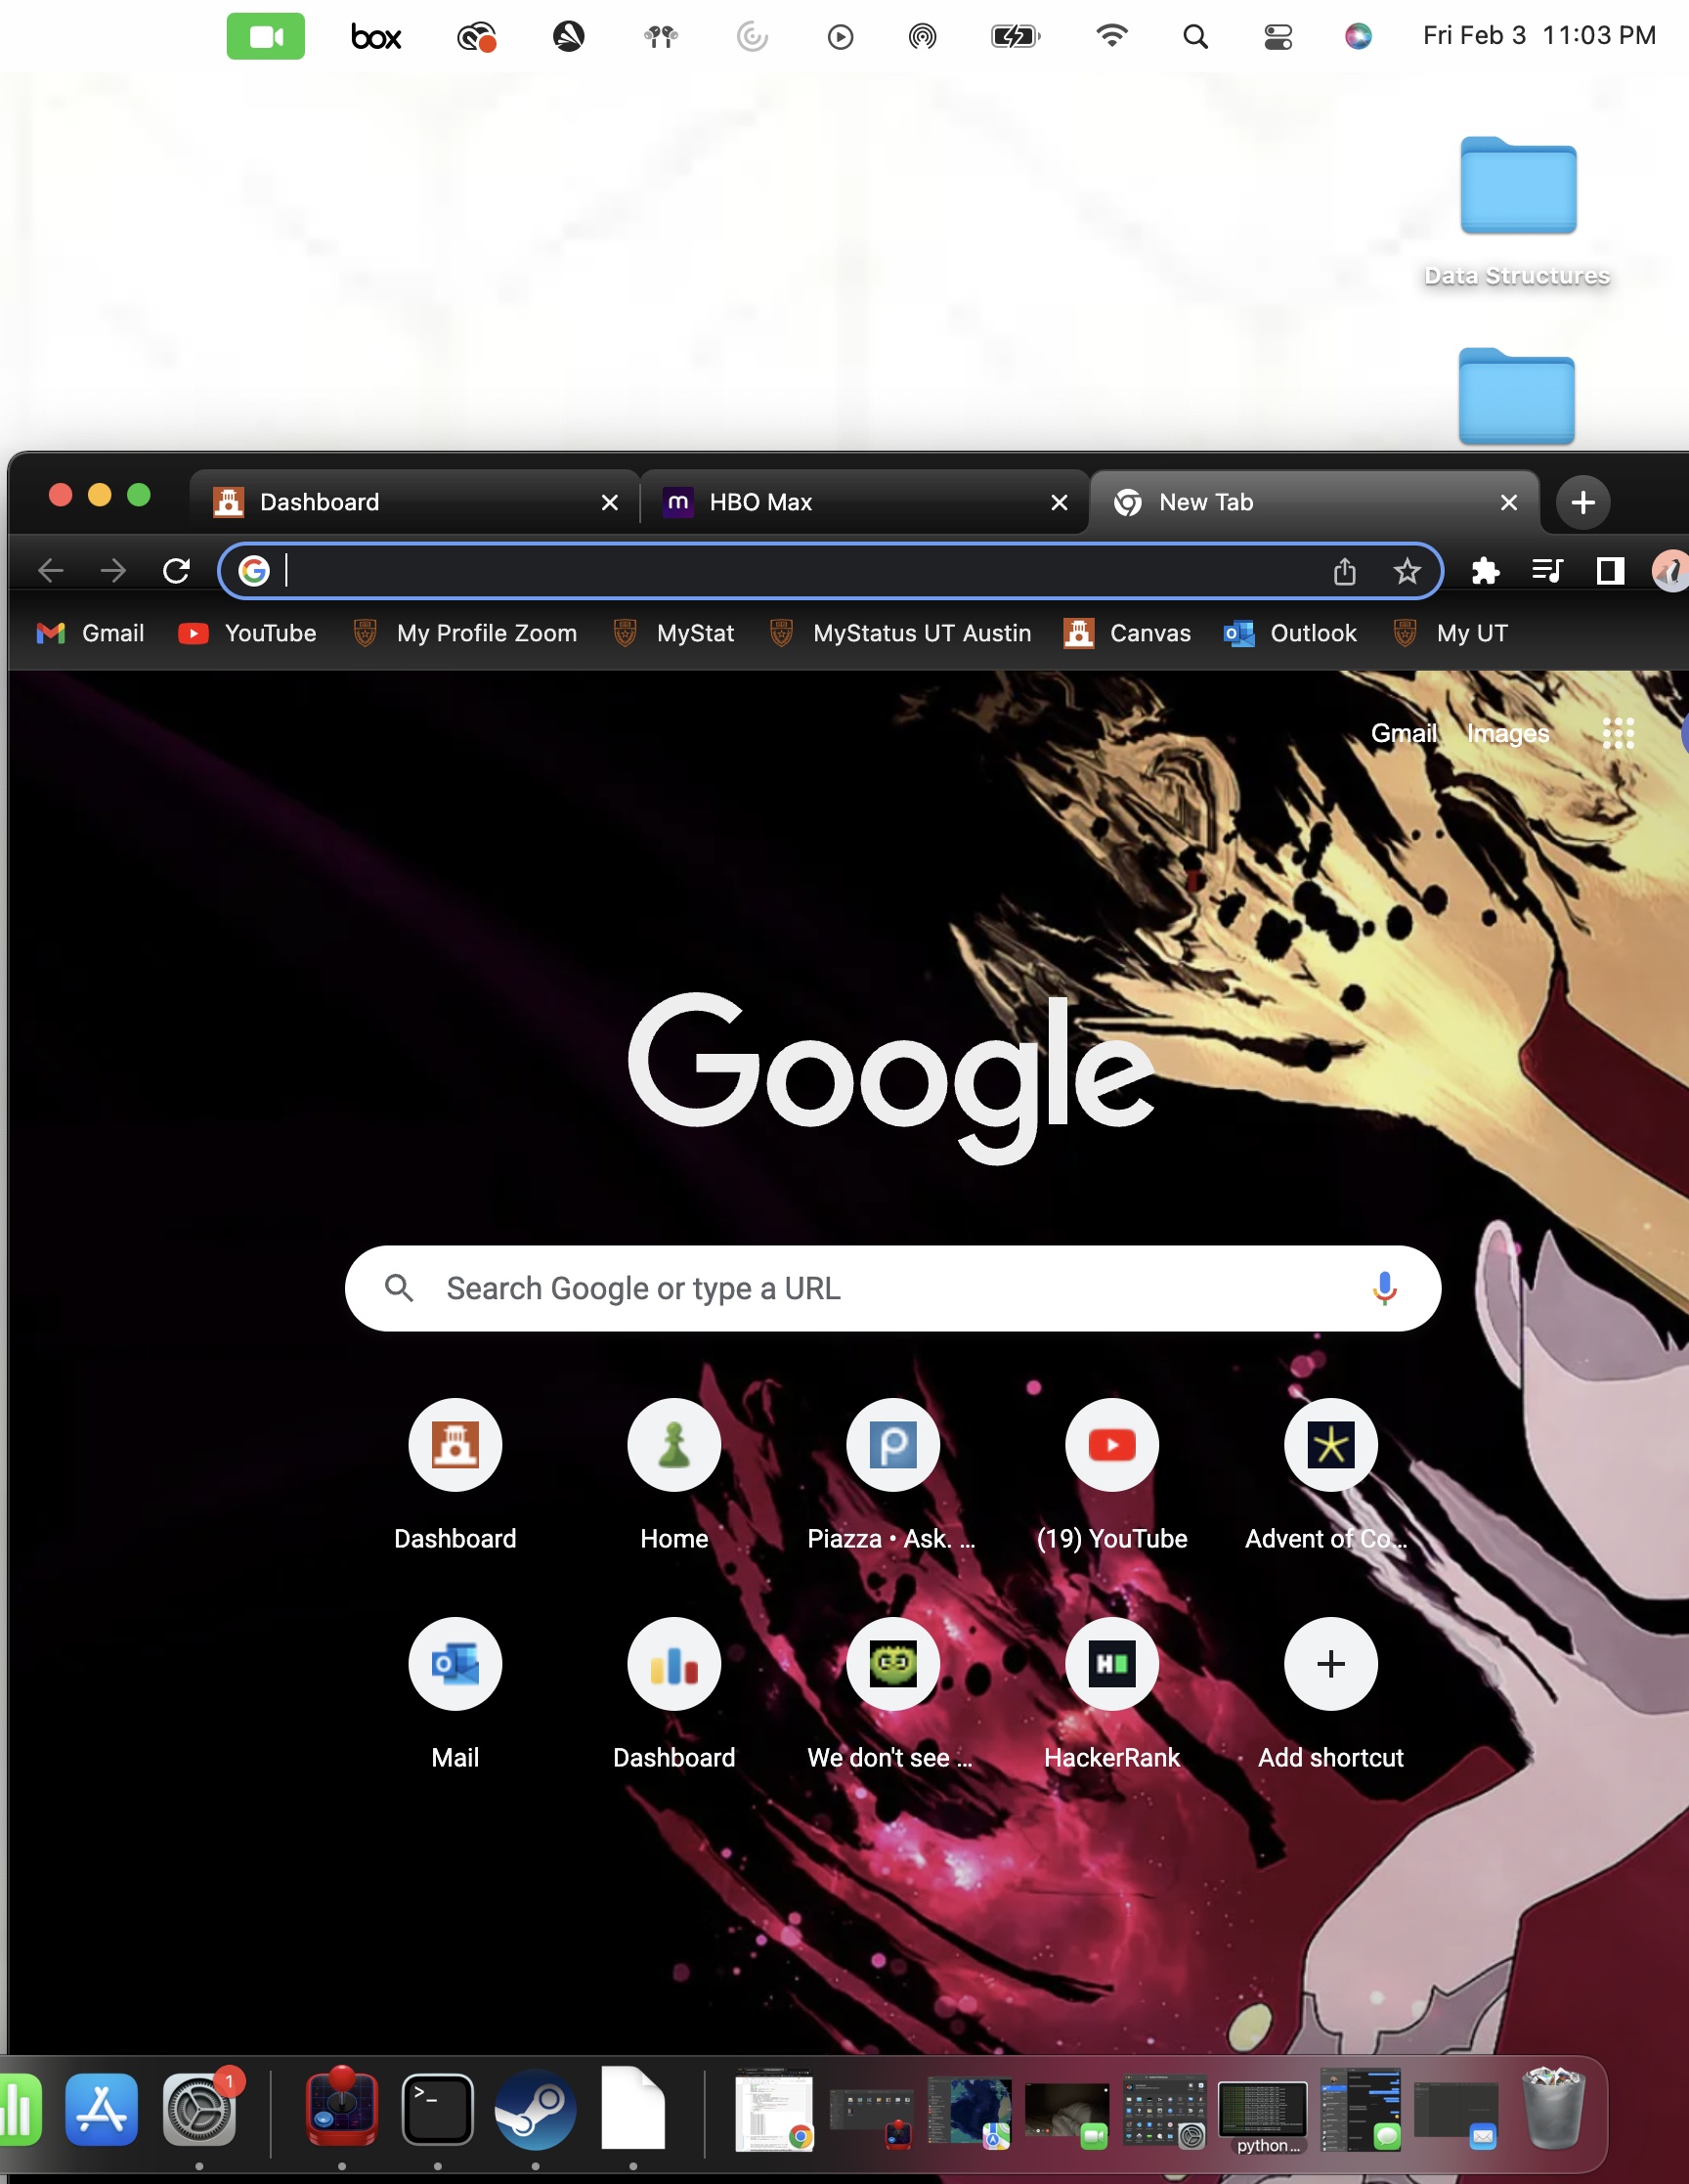 box Fri Feb 3 11:03 PM
Data Structures
Dashboard HBO Max New Tab
Gmail YouTube My Profile Zoom MyStat MyStatus UT Austin Canvas Outlook My UT
Gmail Images
Google
Search Google or type a URL
Dashboard Home Piazza • Ask. ... (19) YouTube Advent of Co...
Mail Dashboard We don't see ... HackerRank Add shortcut
1
python...